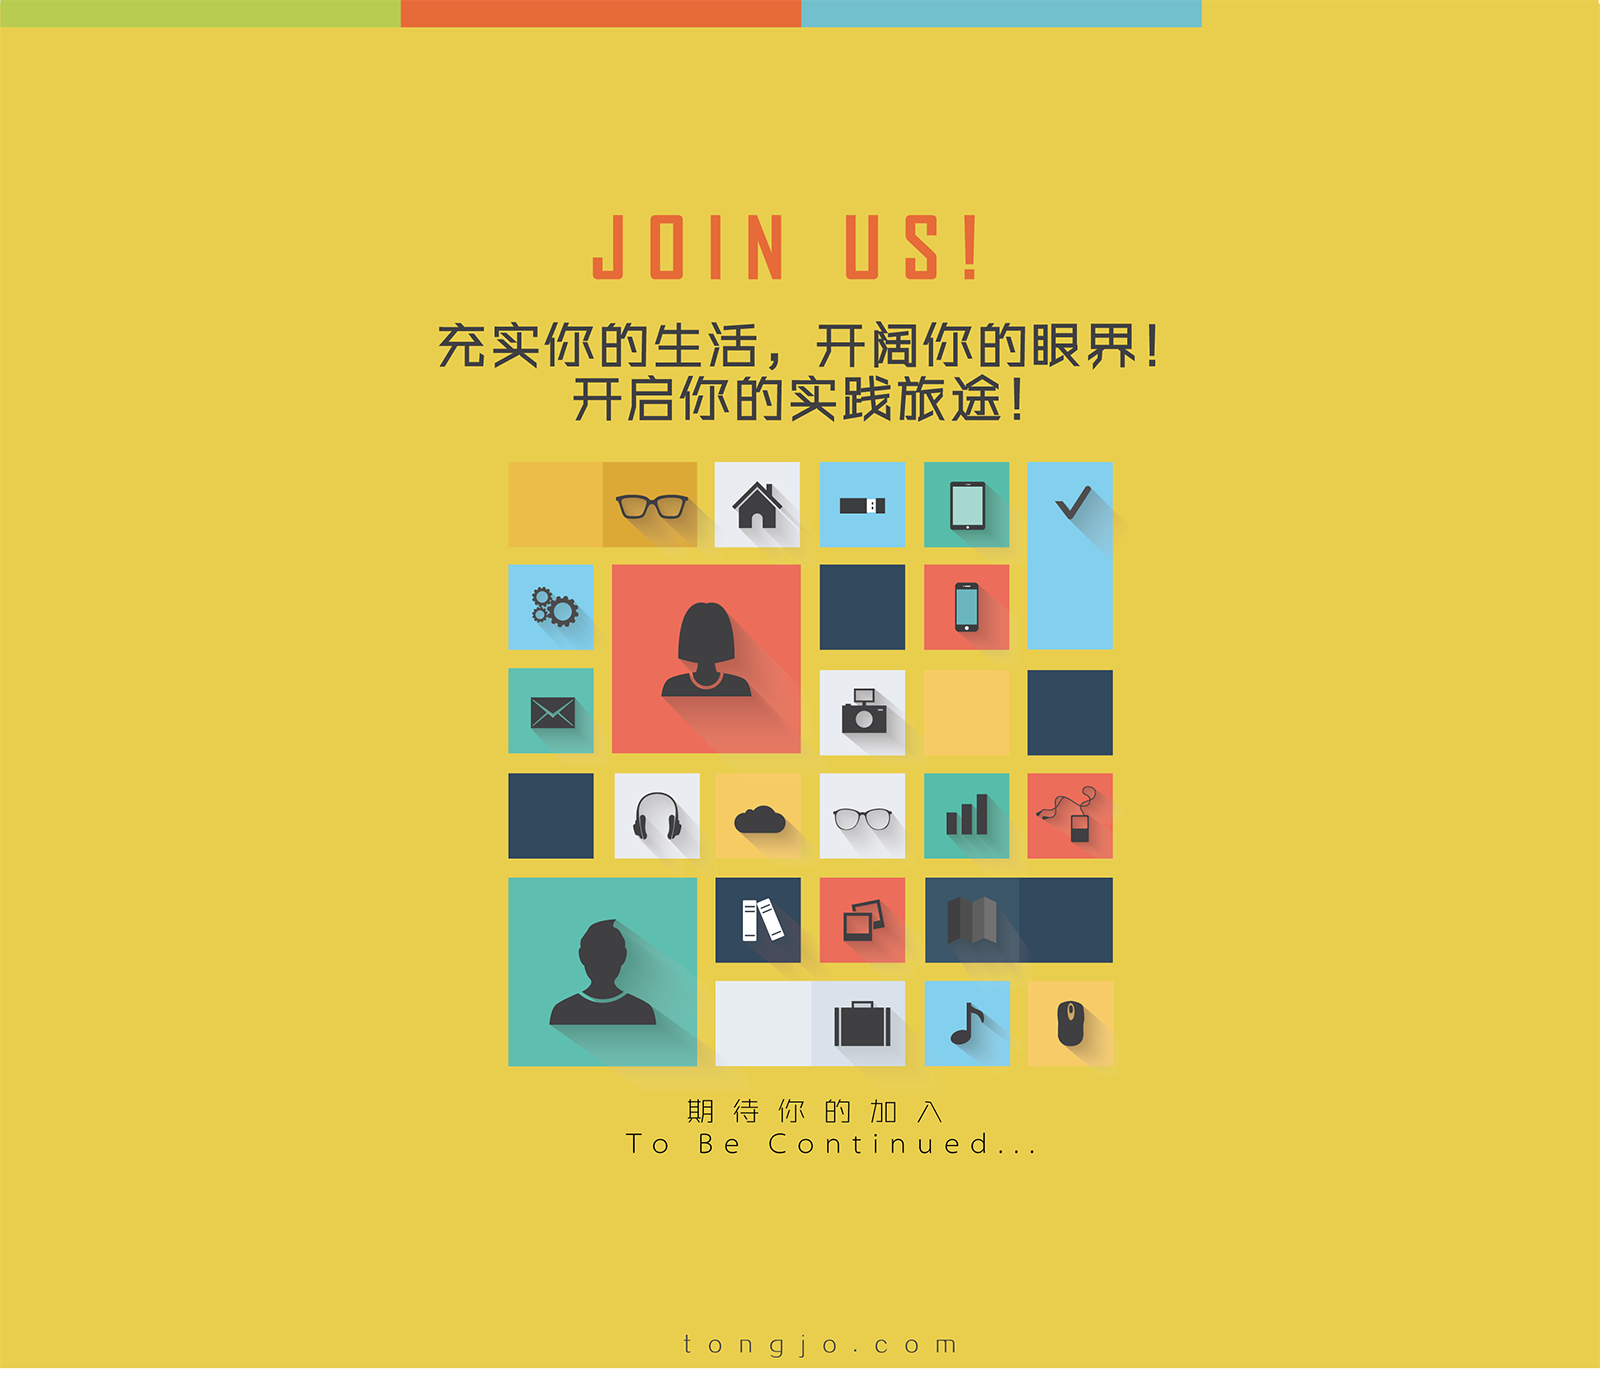 JOIN US!
充实你的生活，开阔你的眼界！
开启你的实践旅途！
期待你的加入
To Be Continued...
tongjo.com